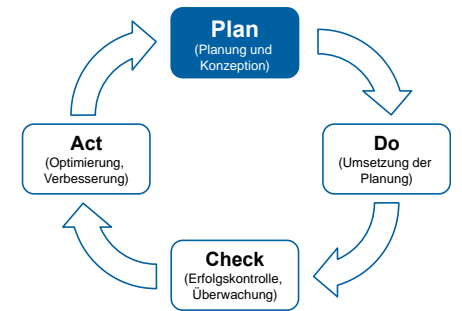 Plan
(Planung und
Konzeption)
Act
(Optimierung,
Verbesserung)
Do
(Umsetzung der
Planung)
Check
(Erfolgskontrolle,
Überwachung)